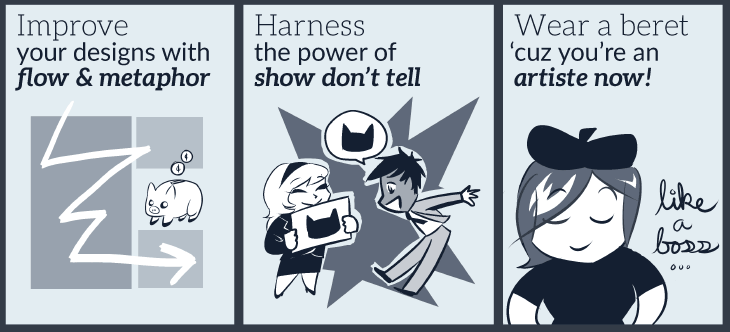 Improve
your designs with
flow & metaphor
Harness
the power of
show don't tell
Wear a beret
'cuz you're an
artiste now!
like
a
boss
...